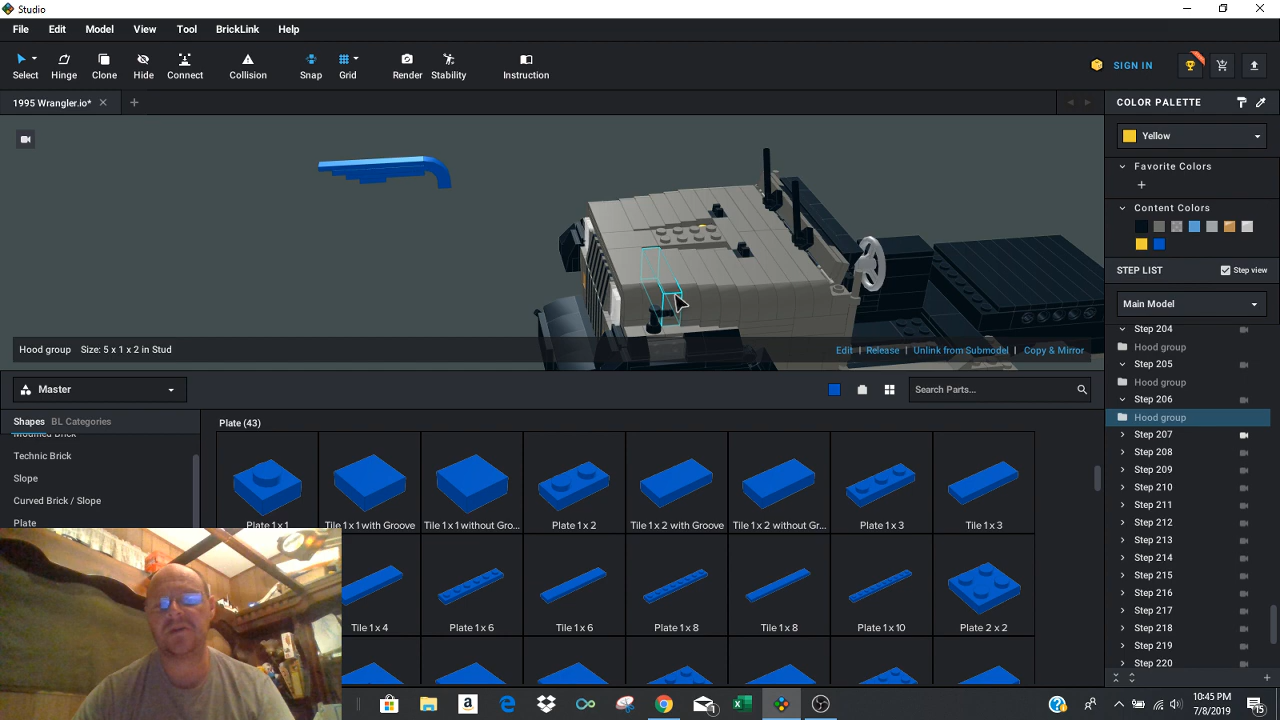 Studio
File Edit Model View Tool BrickLink Help
Select Hinge Clone Hide Connect Collision Snap Grid Render Stability Instruction
SIGN IN
1995 Wrangler.io*
COLOR PALETTE
Yellow
Favorite Colors
Content Colors
STEP LIST
Step view
Main Model
Step 204
Hood group
Step 205
Hood group
Step 206
Hood group
Step 207
Step 208
Step 209
Step 210
Step 211
Step 212
Step 213
Step 214
Step 215
Step 216
Step 217
Step 218
Step 219
Step 220
Hood group Size: 5 x 1 x 2 in Stud
Edit | Release | Unlink from Submodel | Copy & Mirror
Master
Search Parts...
Shapes BL Categories
Modified Brick
Technic Brick
Slope
Curved Brick / Slope
Plate
Plate (43)
Plate 1 x 1
Tile 1 x 1 with Groove
Tile 1 x 1 without Gro...
Plate 1 x 2
Tile 1 x 2 with Groove
Tile 1 x 2 without Gr...
Plate 1 x 3
Tile 1 x 3
Tile 1 x 4
Plate 1 x 6
Tile 1 x 6
Plate 1 x 8
Tile 1 x 8
Plate 1 x 10
Plate 2 x 2
10:45 PM
7/8/2019
15